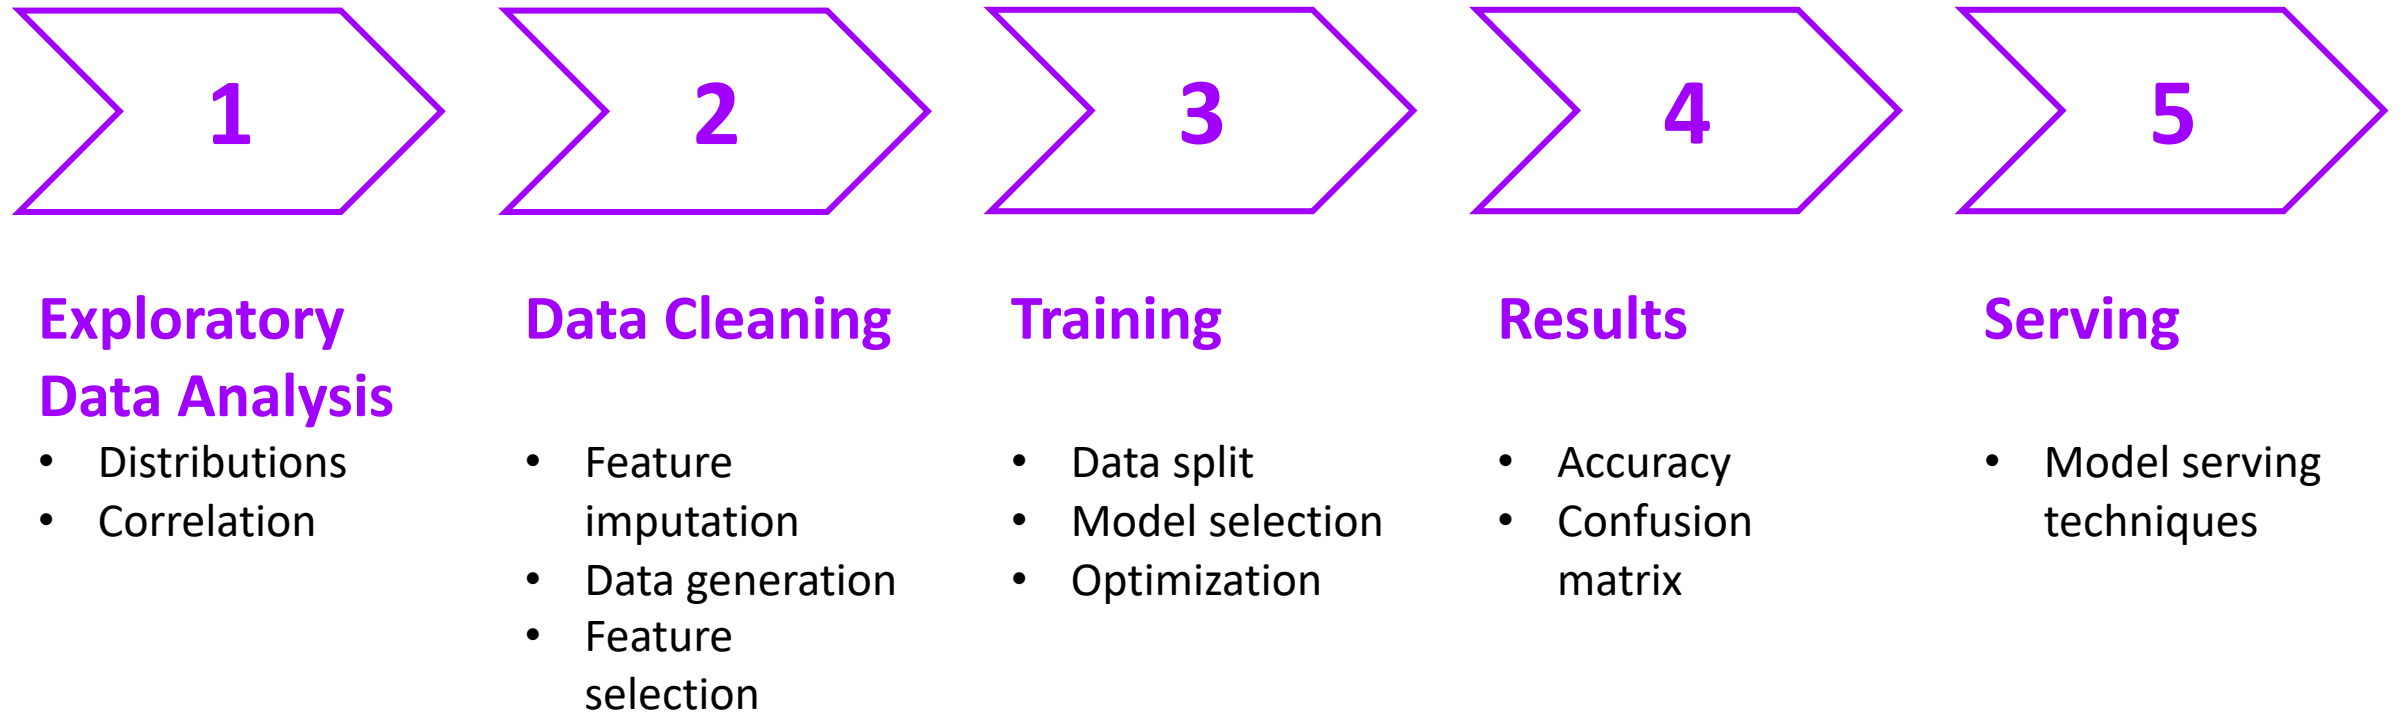 1
2
3
4
5
Exploratory
Data Analysis
• Distributions
• Correlation
Data Cleaning
• Feature
imputation
• Data generation
• Feature
selection
Training
• Data split
• Model selection
• Optimization
Results
• Accuracy
• Confusion
matrix
Serving
• Model serving
techniques